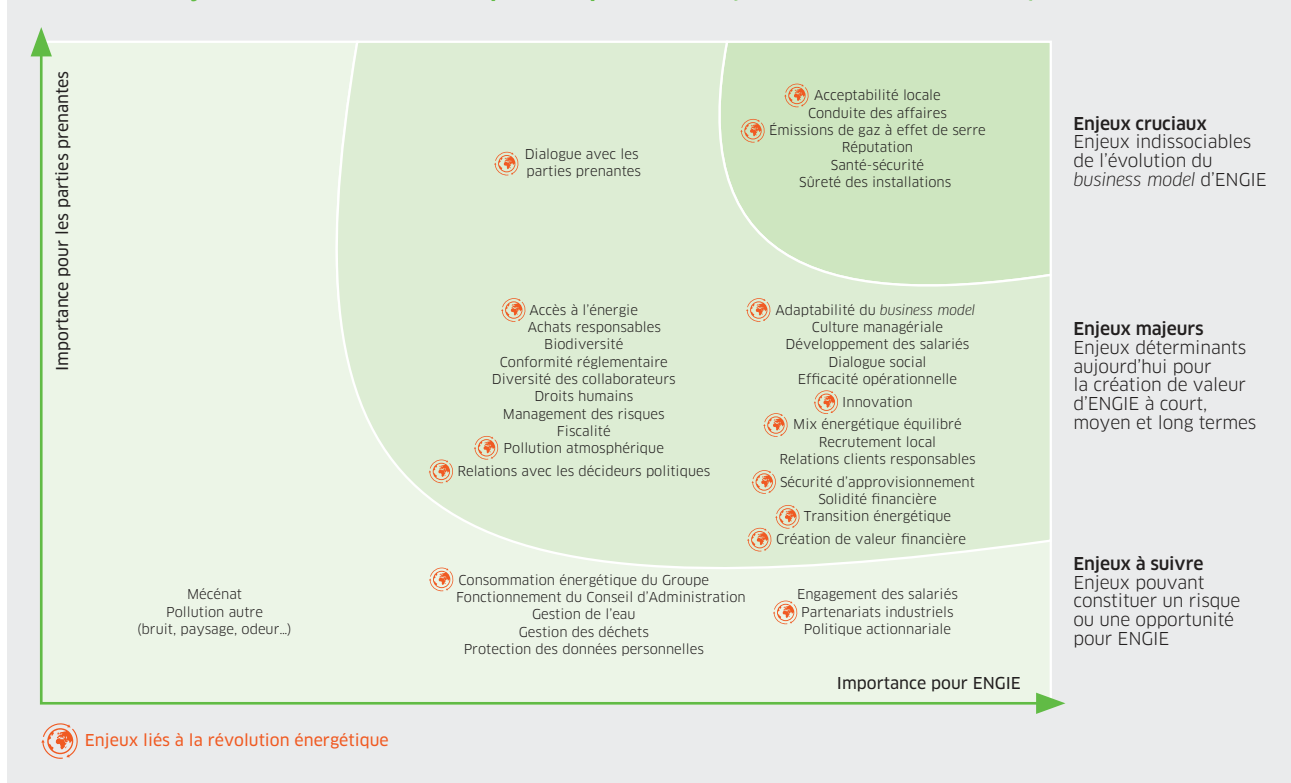 Importance pour les parties prenantes
Acceptabilité locale
Conduite des affaires
Émissions de gaz à effet de serre
Réputation
Santé-sécurité
Sûreté des installations
Dialogue avec les
parties prenantes
Enjeux cruciaux
Enjeux indissociables
de l'évolution du
business model d'ENGIE
Accès à l'énergie
Achats responsables
Biodiversité
Conformité réglementaire
Diversité des collaborateurs
Droits humains
Management des risques
Fiscalité
Pollution atmosphérique
Relations avec les décideurs politiques
Adaptabilité du business model
Culture managériale
Développement des salariés
Dialogue social
Efficacité opérationnelle
Innovation
Mix énergétique équilibré
Recrutement local
Relations clients responsables
Sécurité d'approvisionnement
Solidité financière
Transition énergétique
Création de valeur financière
Enjeux majeurs
Enjeux déterminants
aujourd'hui pour
la création de valeur
d'ENGIE à court,
moyen et long termes
Mécénat
Pollution autre
(bruit, paysage, odeur…)
Consommation énergétique du Groupe
Fonctionnement du Conseil d'Administration
Gestion de l'eau
Gestion des déchets
Protection des données personnelles
Engagement des salariés
Partenariats industriels
Politique actionnariale
Enjeux à suivre
Enjeux pouvant
constituer un risque
ou une opportunité
pour ENGIE
Importance pour ENGIE
Enjeux liés à la révolution énergétique